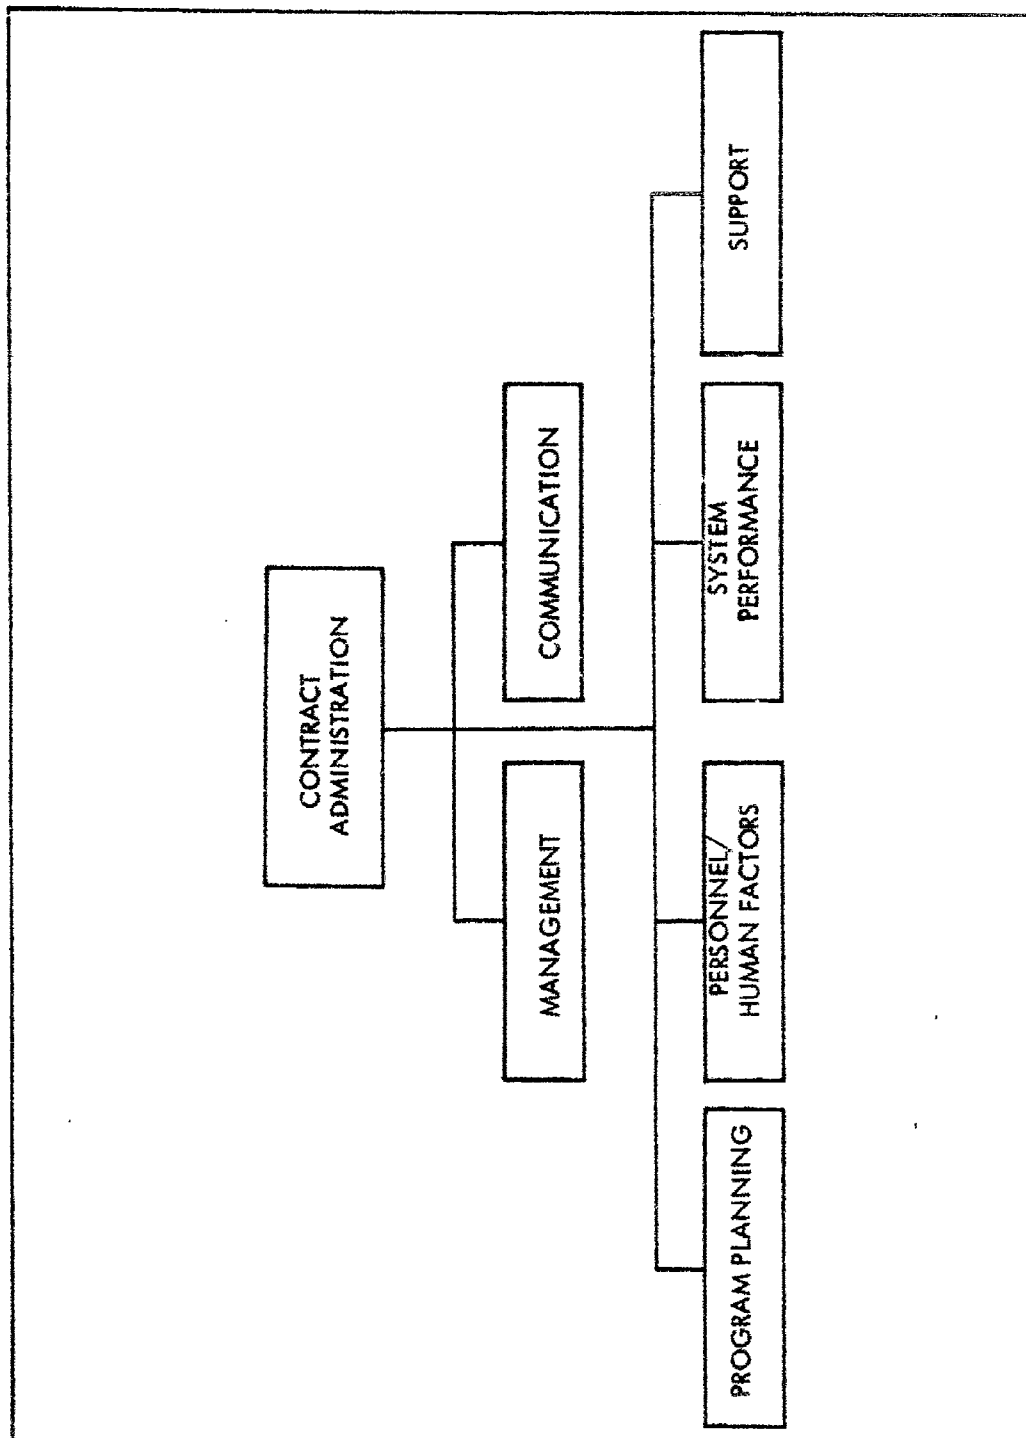 CONTRACT
ADMINISTRATION
MANAGEMENT
COMMUNICATION
PROGRAM PLANNING
PERSONNEL/
HUMAN FACTORS
SYSTEM
PERFORMANCE
SUPPORT